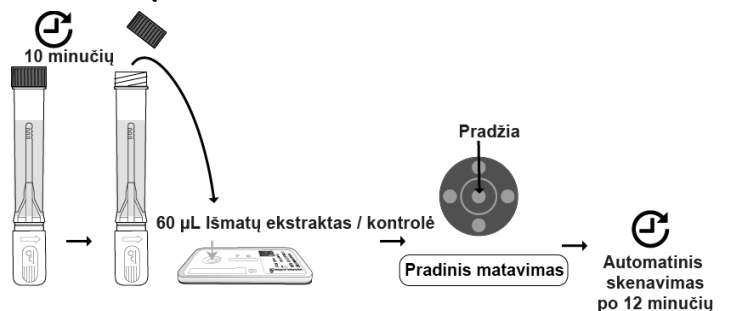 10 minučių
Pradžia
60 µL Išmatų ekstraktas / kontrolė
Pradinis matavimas
Automatinis
skenavimas
po 12 minučių